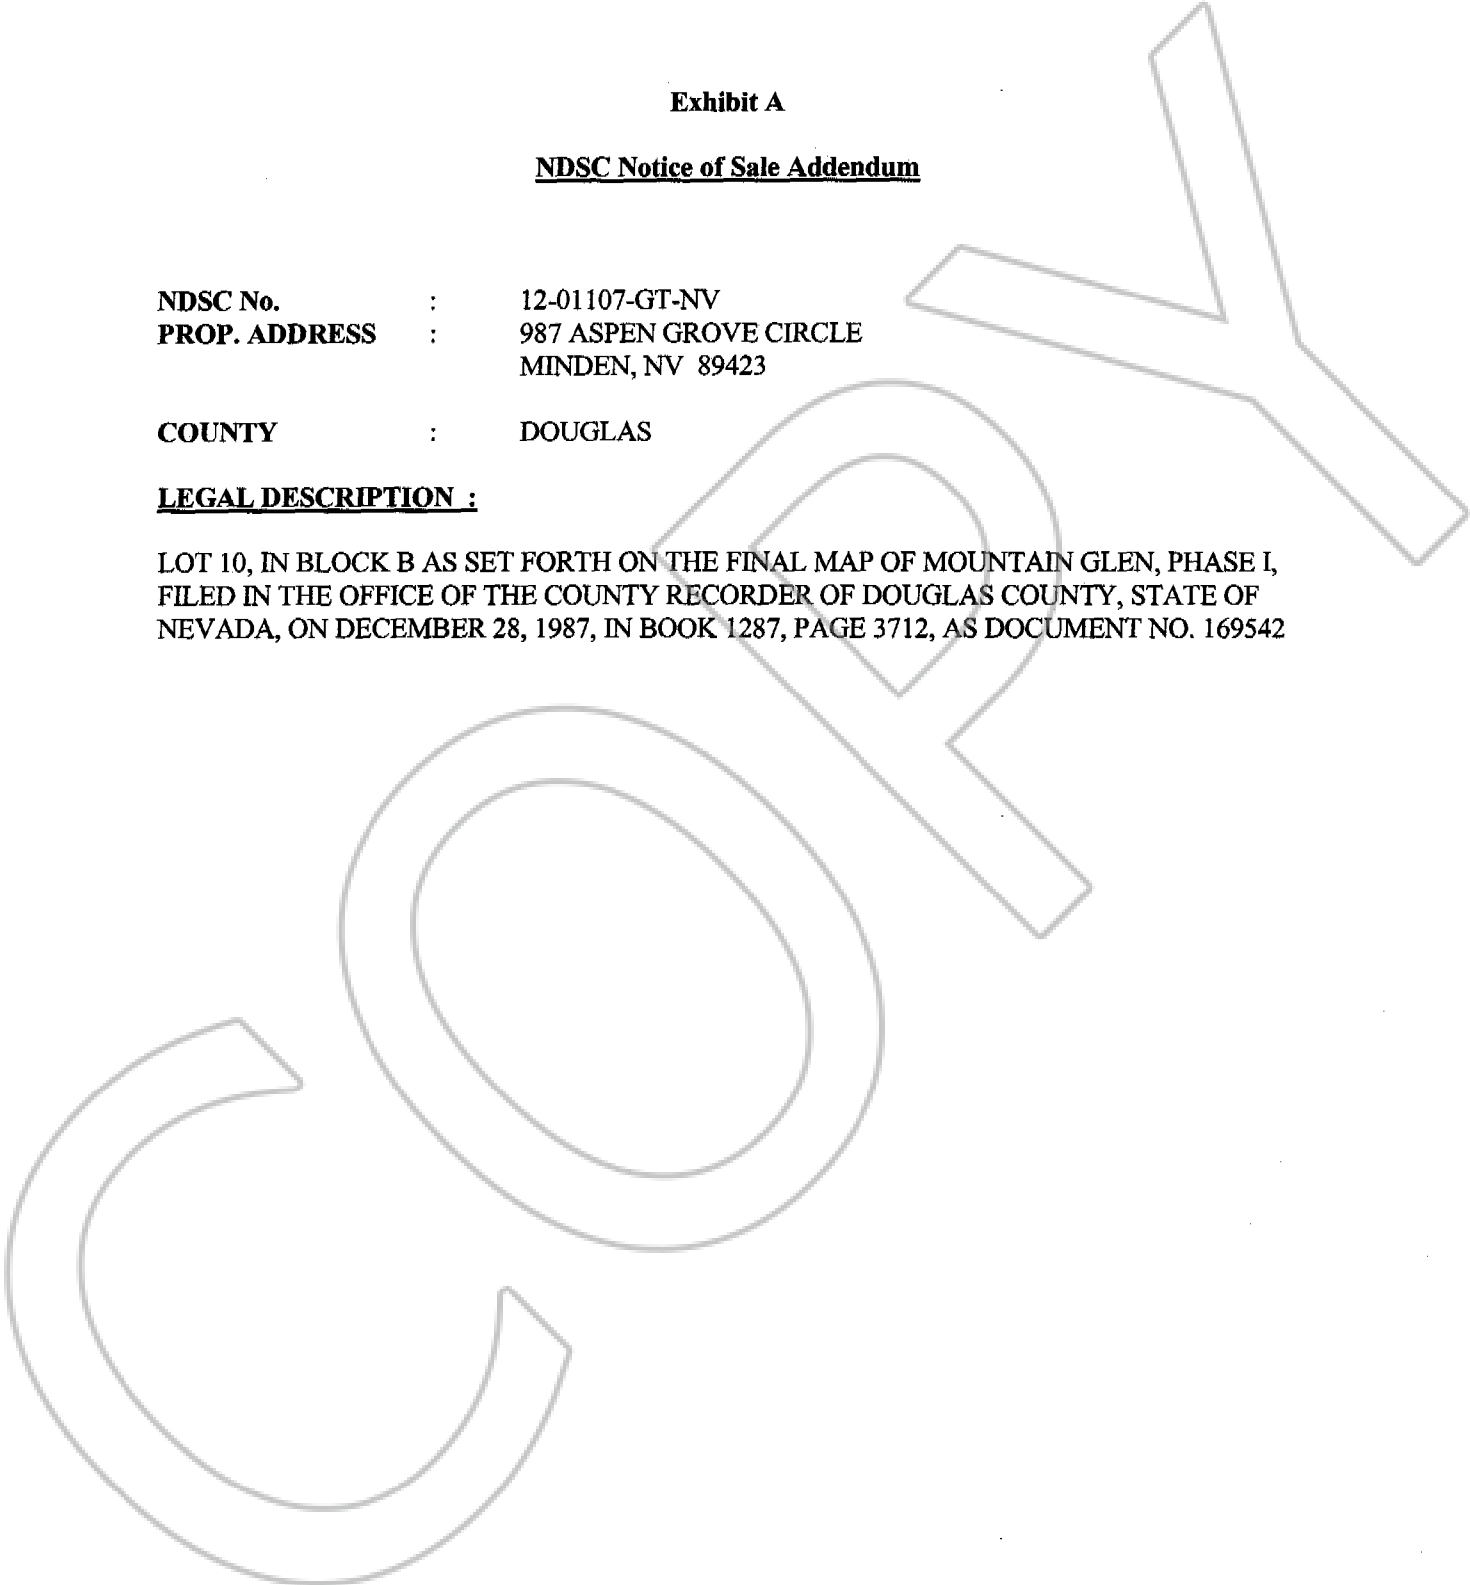 Exhibit A
NDSC Notice of Sale Addendum
NDSC No. : 12-01107-GT-NV
PROP. ADDRESS : 987 ASPEN GROVE CIRCLE
MINDEN, NV 89423
COUNTY : DOUGLAS
LEGAL DESCRIPTION :
LOT 10, IN BLOCK B AS SET FORTH ON THE FINAL MAP OF MOUNTAIN GLEN, PHASE I,
FILED IN THE OFFICE OF THE COUNTY RECORDER OF DOUGLAS COUNTY, STATE OF
NEVADA, ON DECEMBER 28, 1987, IN BOOK 1287, PAGE 3712, AS DOCUMENT NO. 169542
COPY